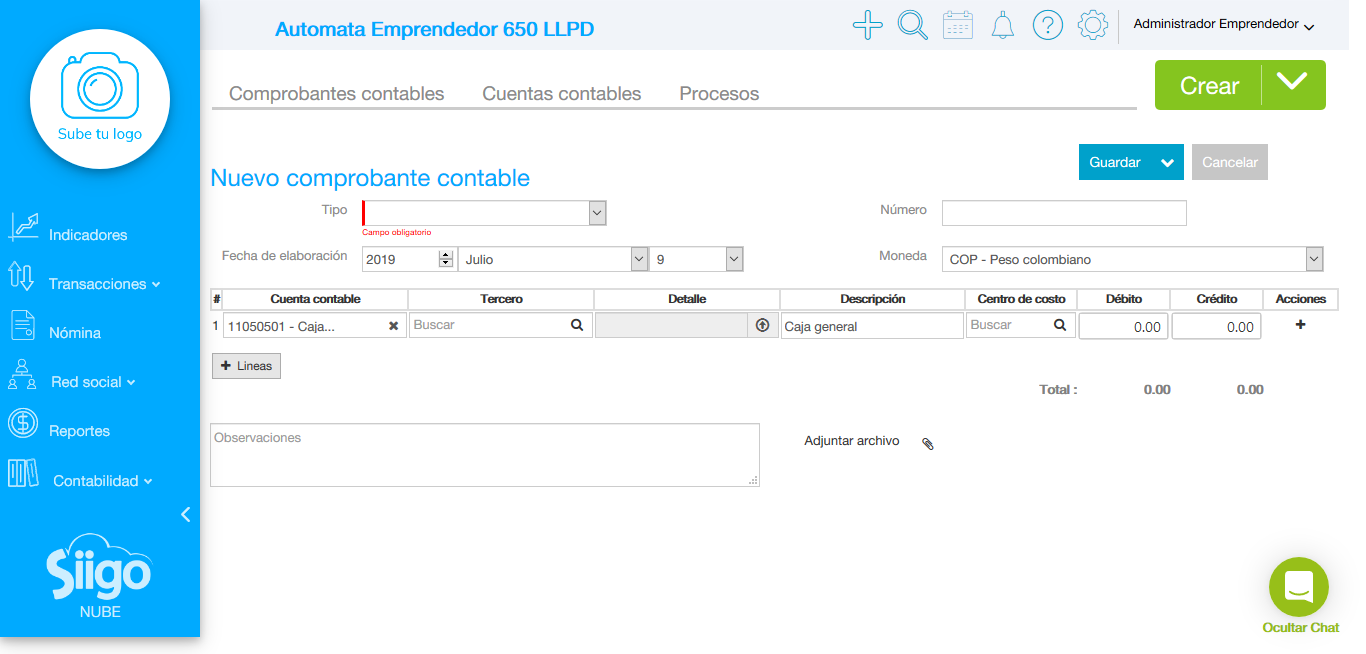 Automata Emprendedor 650 LLPD
Administrador Emprendedor
Sube tu logo
Comprobantes contables Cuentas contables Procesos
Crear
Indicadores
Transacciones
Nómina
Red social
Reportes
Contabilidad
Siigo
NUBE
Nuevo comprobante contable
Guardar Cancelar
Tipo
Campo obligatorio
Número
Fecha de elaboración 2019 Julio 9
Moneda COP - Peso colombiano
# Cuenta contable Tercero Detalle Descripción Centro de costo Débito Crédito Acciones
1 11050501 - Caja... Buscar Caja general Buscar 0.00 0.00
Lineas
Total : 0.00 0.00
Observaciones
Adjuntar archivo
Ocultar Chat